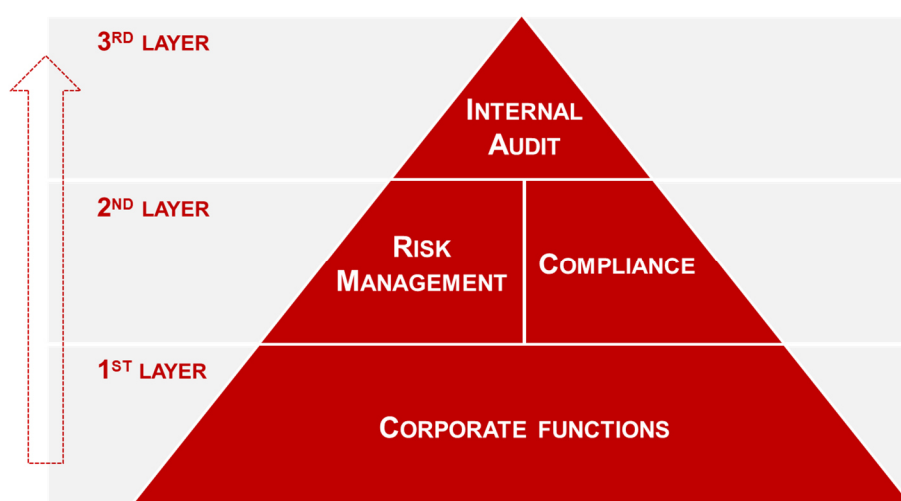 3RD LAYER
INTERNAL
AUDIT
2ND LAYER
RISK
MANAGEMENT
COMPLIANCE
1ST LAYER
CORPORATE FUNCTIONS